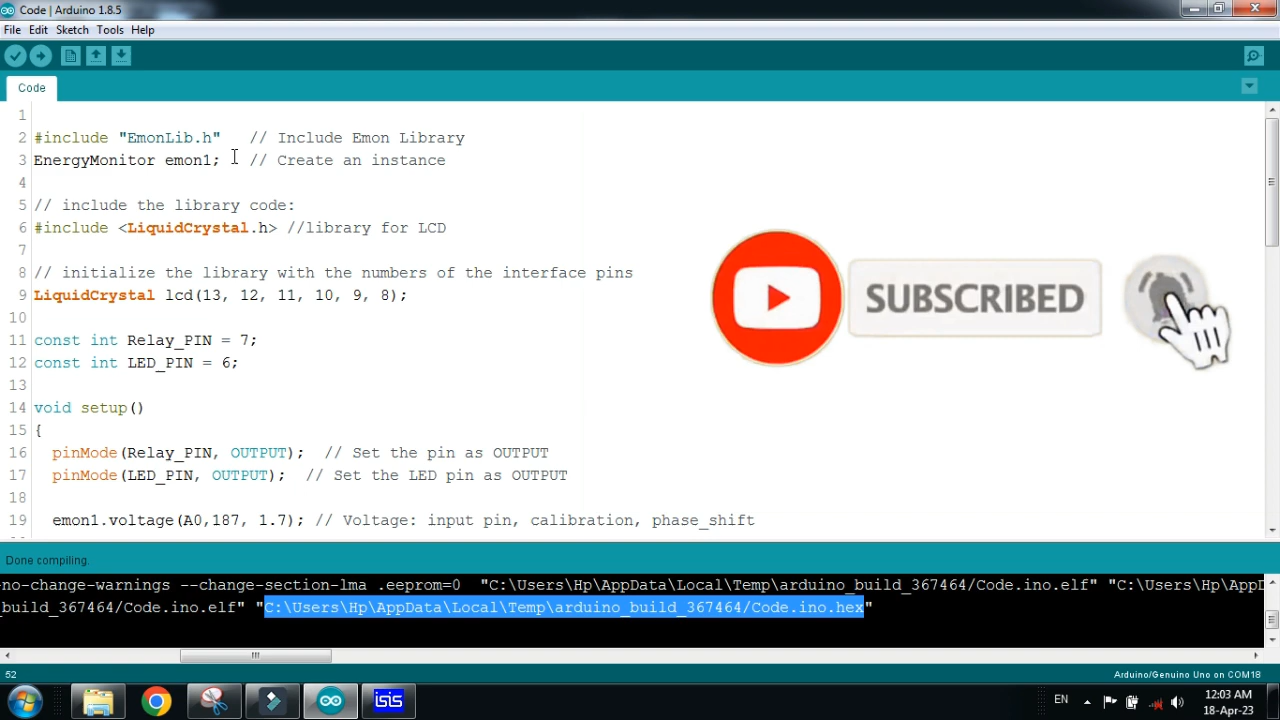 Code | Arduino 1.8.5
File Edit Sketch Tools Help
Code
1
2 #include "EmonLib.h" // Include Emon Library
3 EnergyMonitor emon1; // Create an instance
4
5 // include the library code:
6 #include <LiquidCrystal.h> //library for LCD
7
8 // initialize the library with the numbers of the interface pins
9 LiquidCrystal lcd(13, 12, 11, 10, 9, 8);
10
11 const int Relay_PIN = 7;
12 const int LED_PIN = 6;
13
14 void setup()
15 {
16 pinMode(Relay_PIN, OUTPUT); // Set the pin as OUTPUT
17 pinMode(LED_PIN, OUTPUT); // Set the LED pin as OUTPUT
18
19 emon1.voltage(A0,187, 1.7); // Voltage: input pin, calibration, phase_shift
SUBSCRIBED
Done compiling.
-no-change-warnings --change-section-lma .eeprom=0 "C:\Users\Hp\AppData\Local\Temp\arduino_build_367464/Code.ino.elf" "C:\Users\Hp\AppD
_build_367464/Code.ino.elf" "C:\Users\Hp\AppData\Local\Temp\arduino_build_367464/Code.ino.hex"
52
Arduino/Genuino Uno on COM18
isis
EN
12:03 AM
18-Apr-23